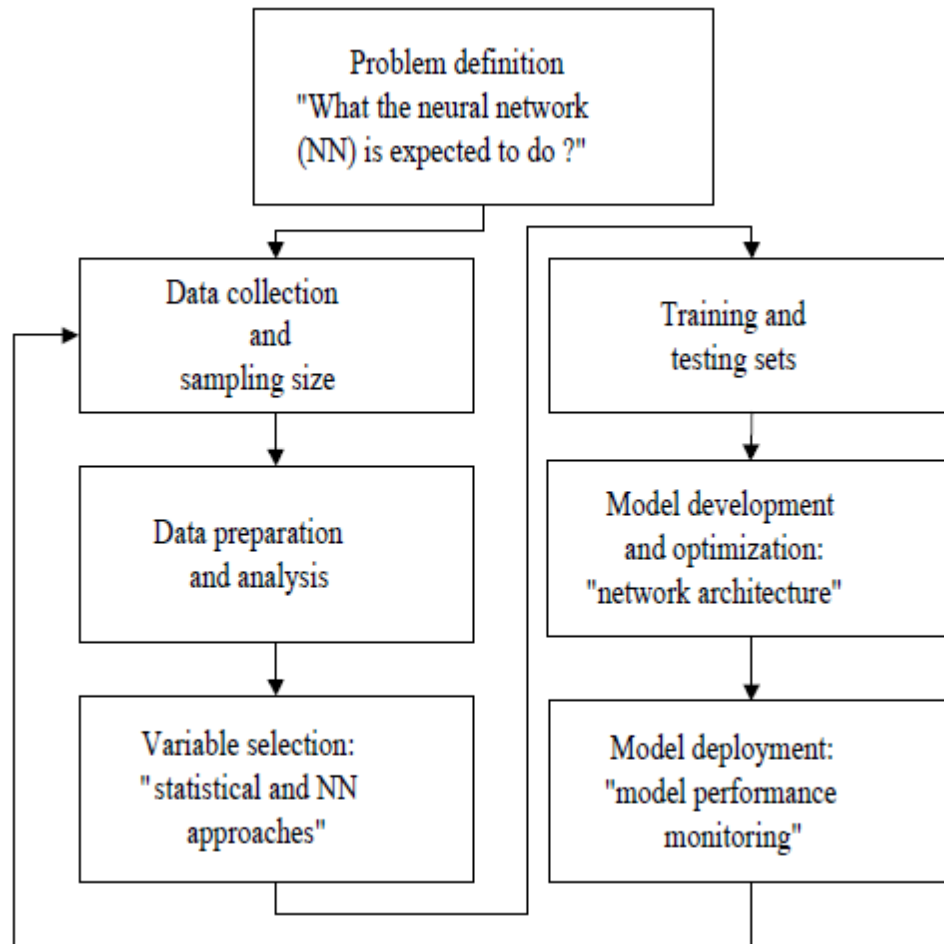 Problem definition
"What the neural network
(NN) is expected to do ?"
Data collection
and
sampling size
Data preparation
and analysis
Variable selection:
"statistical and NN
approaches"
Training and
testing sets
Model development
and optimization:
"network architecture"
Model deployment:
"model performance
monitoring"